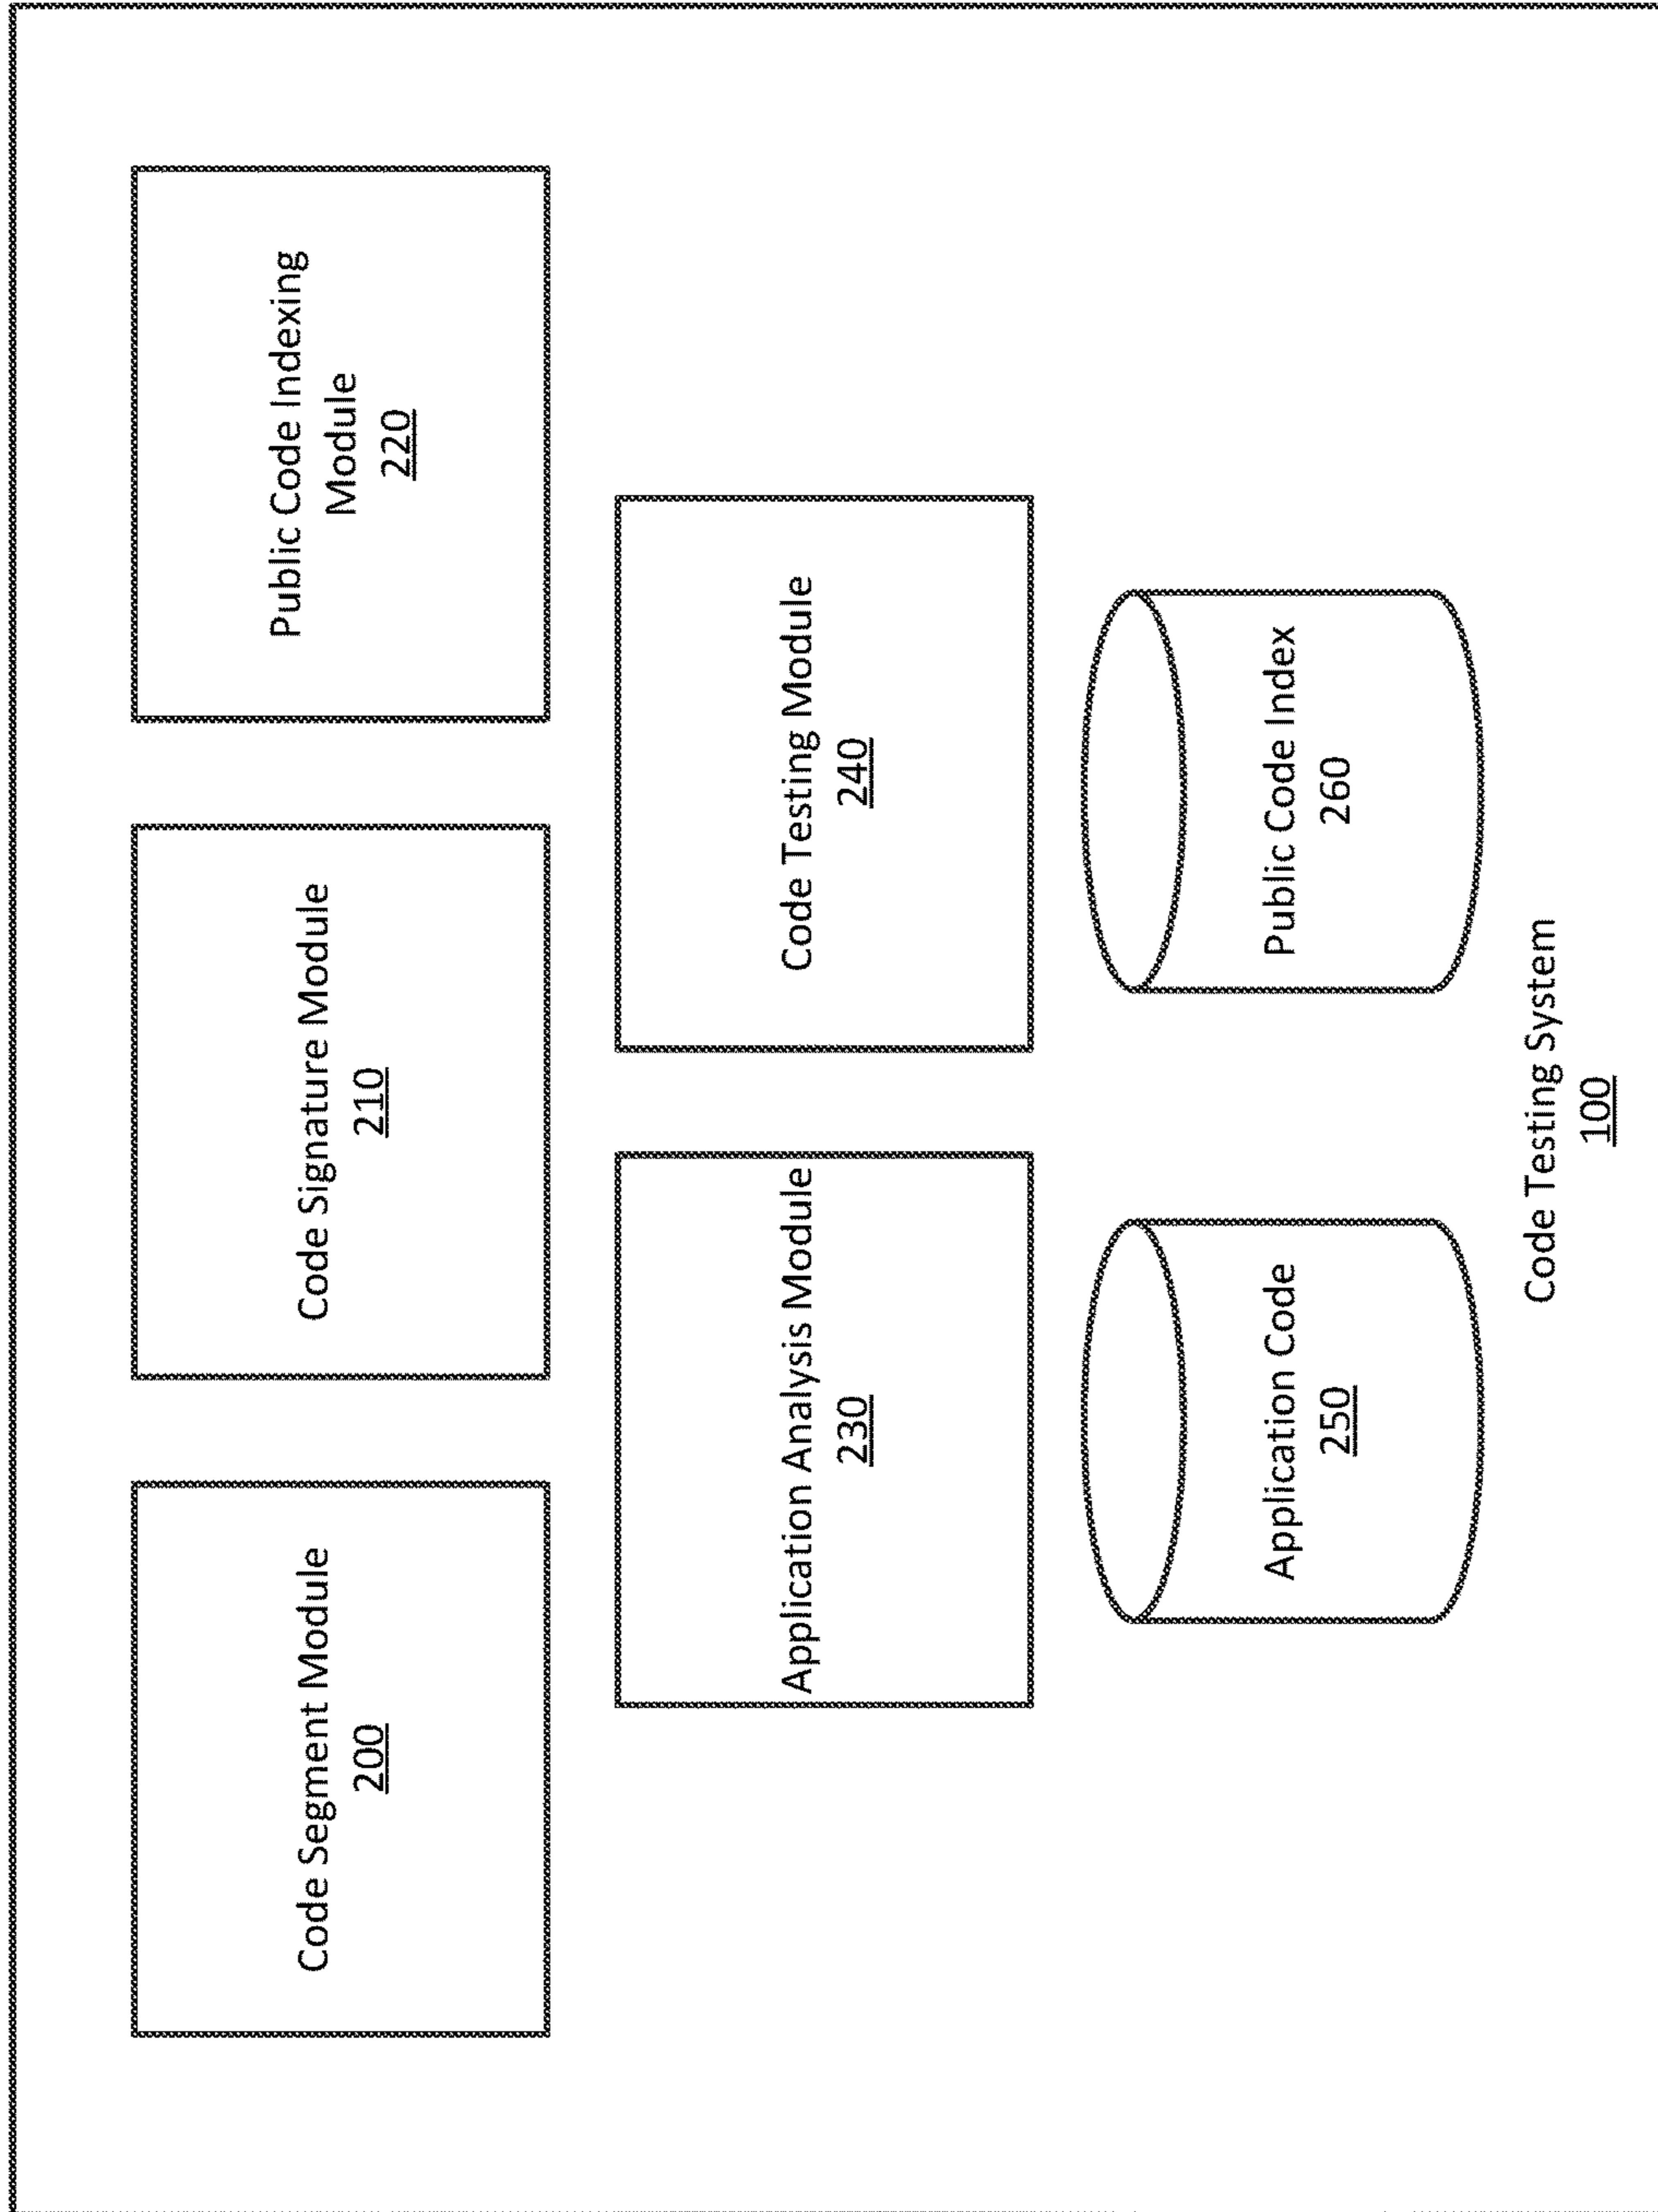 Code Segment Module
200
Code Signature Module
210
Public Code Indexing
Module
220
Application Analysis Module
230
Code Testing Module
240
Application Code
250
Public Code Index
260
Code Testing System
100